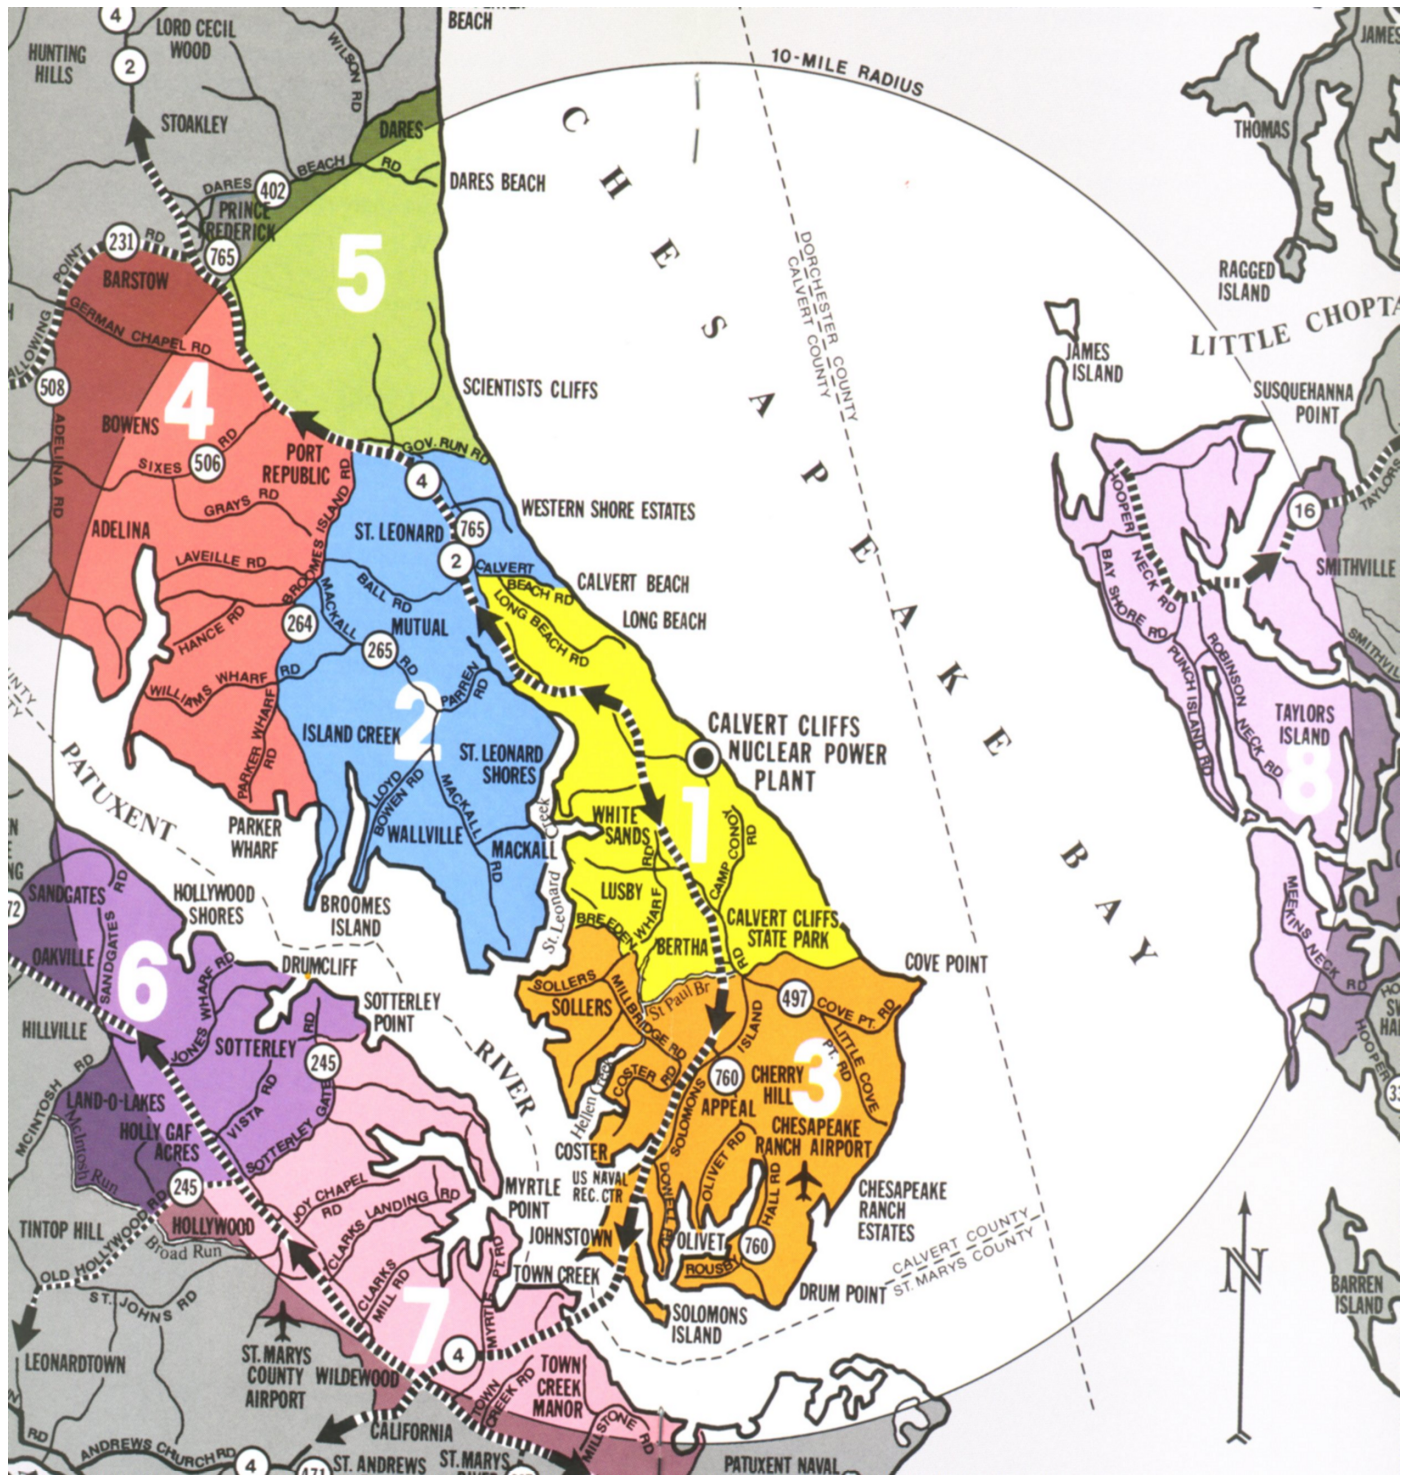 BEACH
4
LORD CECIL
WOOD
HUNTING
HILLS
2
WILSON RD
JAMES
10-MILE RADIUS
STOAKLEY
DARES
THOMAS
DARES BEACH RD
402
DARES BEACH
PRINCE
FREDERICK
231
RD
765
POINT
BARSTOW
5
CHESAPEAKE BAY
DORCHESTER COUNTY
CALVERT COUNTY
RAGGED
ISLAND
LITTLE CHOPTA
GERMAN CHAPEL RD
JAMES
ISLAND
508
4
SCIENTISTS CLIFFS
SUSQUEHANNA
POINT
BOWENS
ADELINA RD
SIXES
506
RD
PORT
REPUBLIC
GOV. RUN RD
4
TAYLORS
HOOPER
NECK RD
16
GRAYS RD
WESTERN SHORE ESTATES
ADELINA
ST. LEONARD
765
2
BROOMES ISLAND RD
LAVEILLE RD
CALVERT
BEACH RD
CALVERT BEACH
SMITHVILLE
BAY SHORE RD
BALL RD
LONG BEACH RD
LONG BEACH
HANCE RD
264
MACKALL
RD
265
MUTUAL
SMITHVIL
PUNCH ISLAND RD
ROBINSON NECK RD
WILLIAMS WHARF RD
PARREN
RD
PARKER WHARF
RD
2
ISLAND CREEK
ST. LEONARD
SHORES
CALVERT CLIFFS
NUCLEAR POWER
PLANT
TAYLORS
ISLAND
8
PATUXENT
RIVER
LLOYD
BOWEN RD
MACKALL
RD
WALLVILLE
MACKALL
PARKER
WHARF
St. Leonard Creek
WHITE
SANDS
1
CAMP CONOY
RD
LUSBY
BREEDEN
WHARF
RD
BERTHA
CALVERT CLIFFS
STATE PARK
RD
MEEKINS NECK
RD
SANDGATES
RD
SANDGATES
HOLLYWOOD
SHORES
BROOMES
ISLAND
OAKVILLE
6
JONES WHARF RD
DRUMCLIFF
SOTTERLEY
POINT
COVE POINT
SOLLERS
SOLLERS
MILLBRIDGE RD
St Paul Br
497
COVE PT. RD
ISLAND
LITTLE COVE
PT. RD
HOOPER
HILLVILLE
SOTTERLEY
RD
245
MCINTOSH
RD
COSTER RD
Hellen Creek
SOLOMONS
760
3
CHERRY
HILL
APPEAL
CHESAPEAKE
RANCH AIRPORT
LAND-O-LAKES
McIntosh
Run
HOLLY GAF
ACRES
VISTA RD
SOTTERLEY GATE
COSTER
US NAVAL
REC. CTR
DOWELL RD
OLIVET RD
HALL RD
245
JOY CHAPEL
RD
CLARKS LANDING RD
MYRTLE
POINT
CHESAPEAKE
RANCH
ESTATES
TINTOP HILL
HOLLYWOOD
OLD HOLLYWOOD RD
Broad Run
JOHNSTOWN
OLIVET
760
ROUSBY
CALVERT COUNTY
ST. MARYS COUNTY
N
TOWN CREEK
DRUM POINT
BARREN
ISLAND
ST. JOHNS RD
CLARKS
MILL RD
MYRTLE
PT. RD
SOLOMONS
ISLAND
7
4
LEONARDTOWN
ST. MARYS
COUNTY
AIRPORT
WILDEWOOD
TOWN
CREEK RD
TOWN
CREEK
MANOR
MILLSTONE
RD
CALIFORNIA
RD
ANDREWS CHURCH RD
4
471
ST. ANDREWS
ST. MARYS
PATUXENT NAVAL